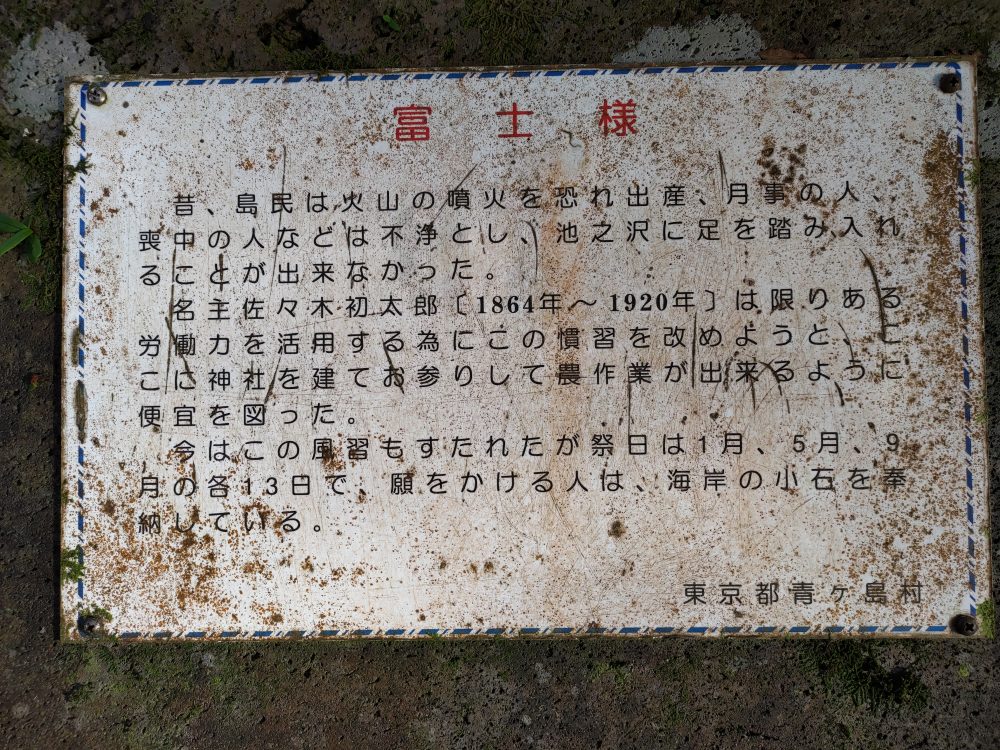 富士様
昔、島民は火山の噴火を恐れ出産、月事の人、
喪中の人などは不浄とし、池之沢に足を踏み入れ
ることが出来なかった。
名主佐々木初太郎〔1864年～1920年〕は限りある
労働力を活用する為にこの慣習を改めようと、こ
こに神社を建てお参りして農作業が出来るように
便宜を図った。
今はこの風習もすたれたが祭日は1月、5月、9
月の各13日で、願をかける人は、海岸の小石を奉
納している。
東京都青ヶ島村